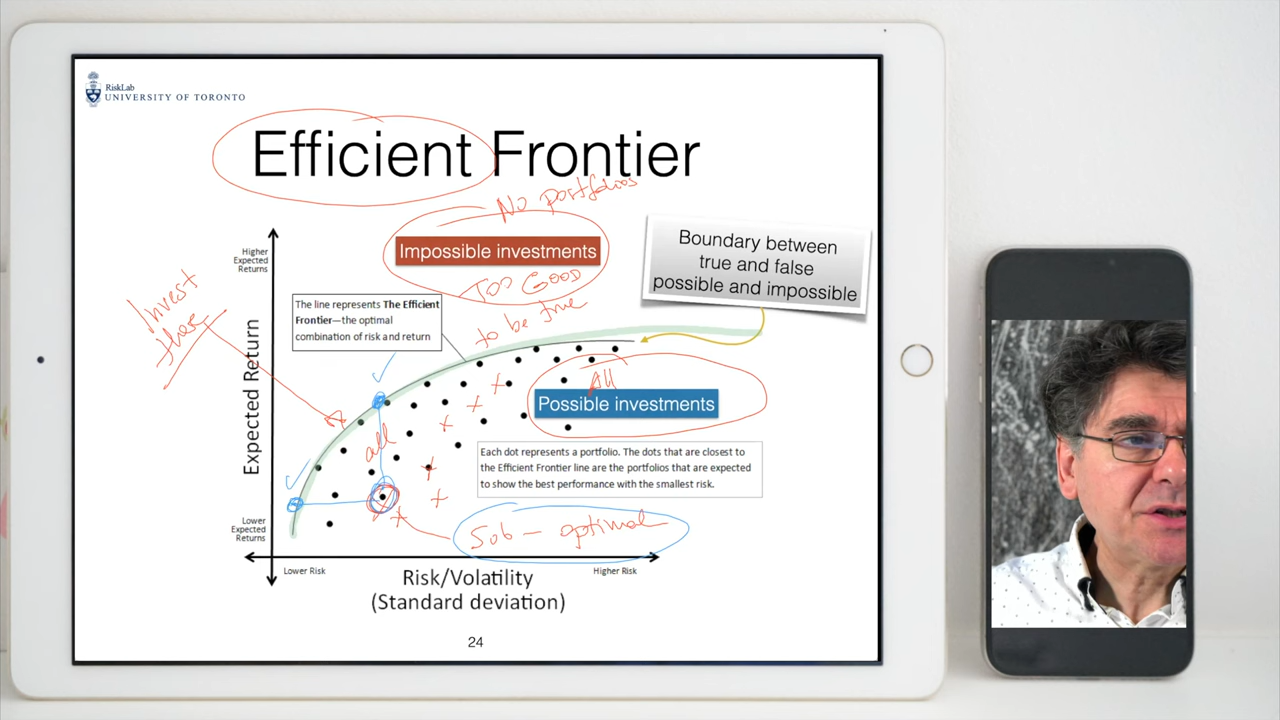 RiskLab
UNIVERSITY OF TORONTO
Efficient Frontier
No portfolios
Higher
Expected
Returns
Impossible investments
Too Good
to be true
Boundary between
true and false
possible and impossible
Invest
there
The line represents The Efficient
Frontier—the optimal
combination of risk and return
Expected Return
All
Possible investments
all
Each dot represents a portfolio. The dots that are closest to
the Efficient Frontier line are the portfolios that are expected
to show the best performance with the smallest risk.
Sub - optimal
Lower
Expected
Returns
Lower Risk
Risk/Volatility
(Standard deviation)
Higher Risk
24